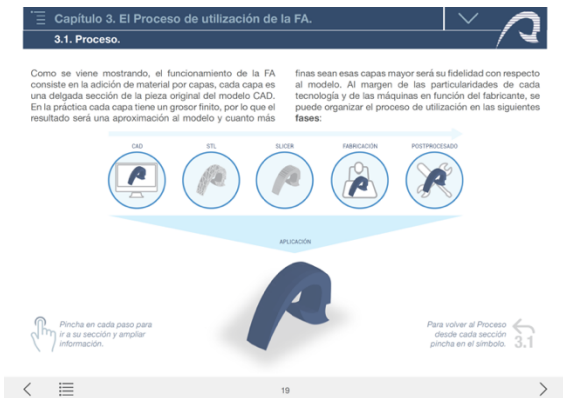 Capítulo 3. El Proceso de utilización de la FA.
3.1. Proceso.
Como se viene mostrando, el funcionamiento de la FA
consiste en la adición de material por capas, cada capa es
una delgada sección de la pieza original del modelo CAD.
En la práctica cada capa tiene un grosor finito, por lo que el
resultado será una aproximación al modelo y cuanto más
finas sean esas capas mayor será su fidelidad con respecto
al modelo. Al margen de las particularidades de cada
tecnología y de las máquinas en función del fabricante, se
puede organizar el proceso de utilización en las siguientes
fases:
CAD
STL
SLICER
FABRICACIÓN
POSTPROCESADO
APLICACIÓN
Pincha en cada paso para
ir a su sección y ampliar
información.
Para volver al Proceso
desde cada sección
pincha en el símbolo.
3.1
19